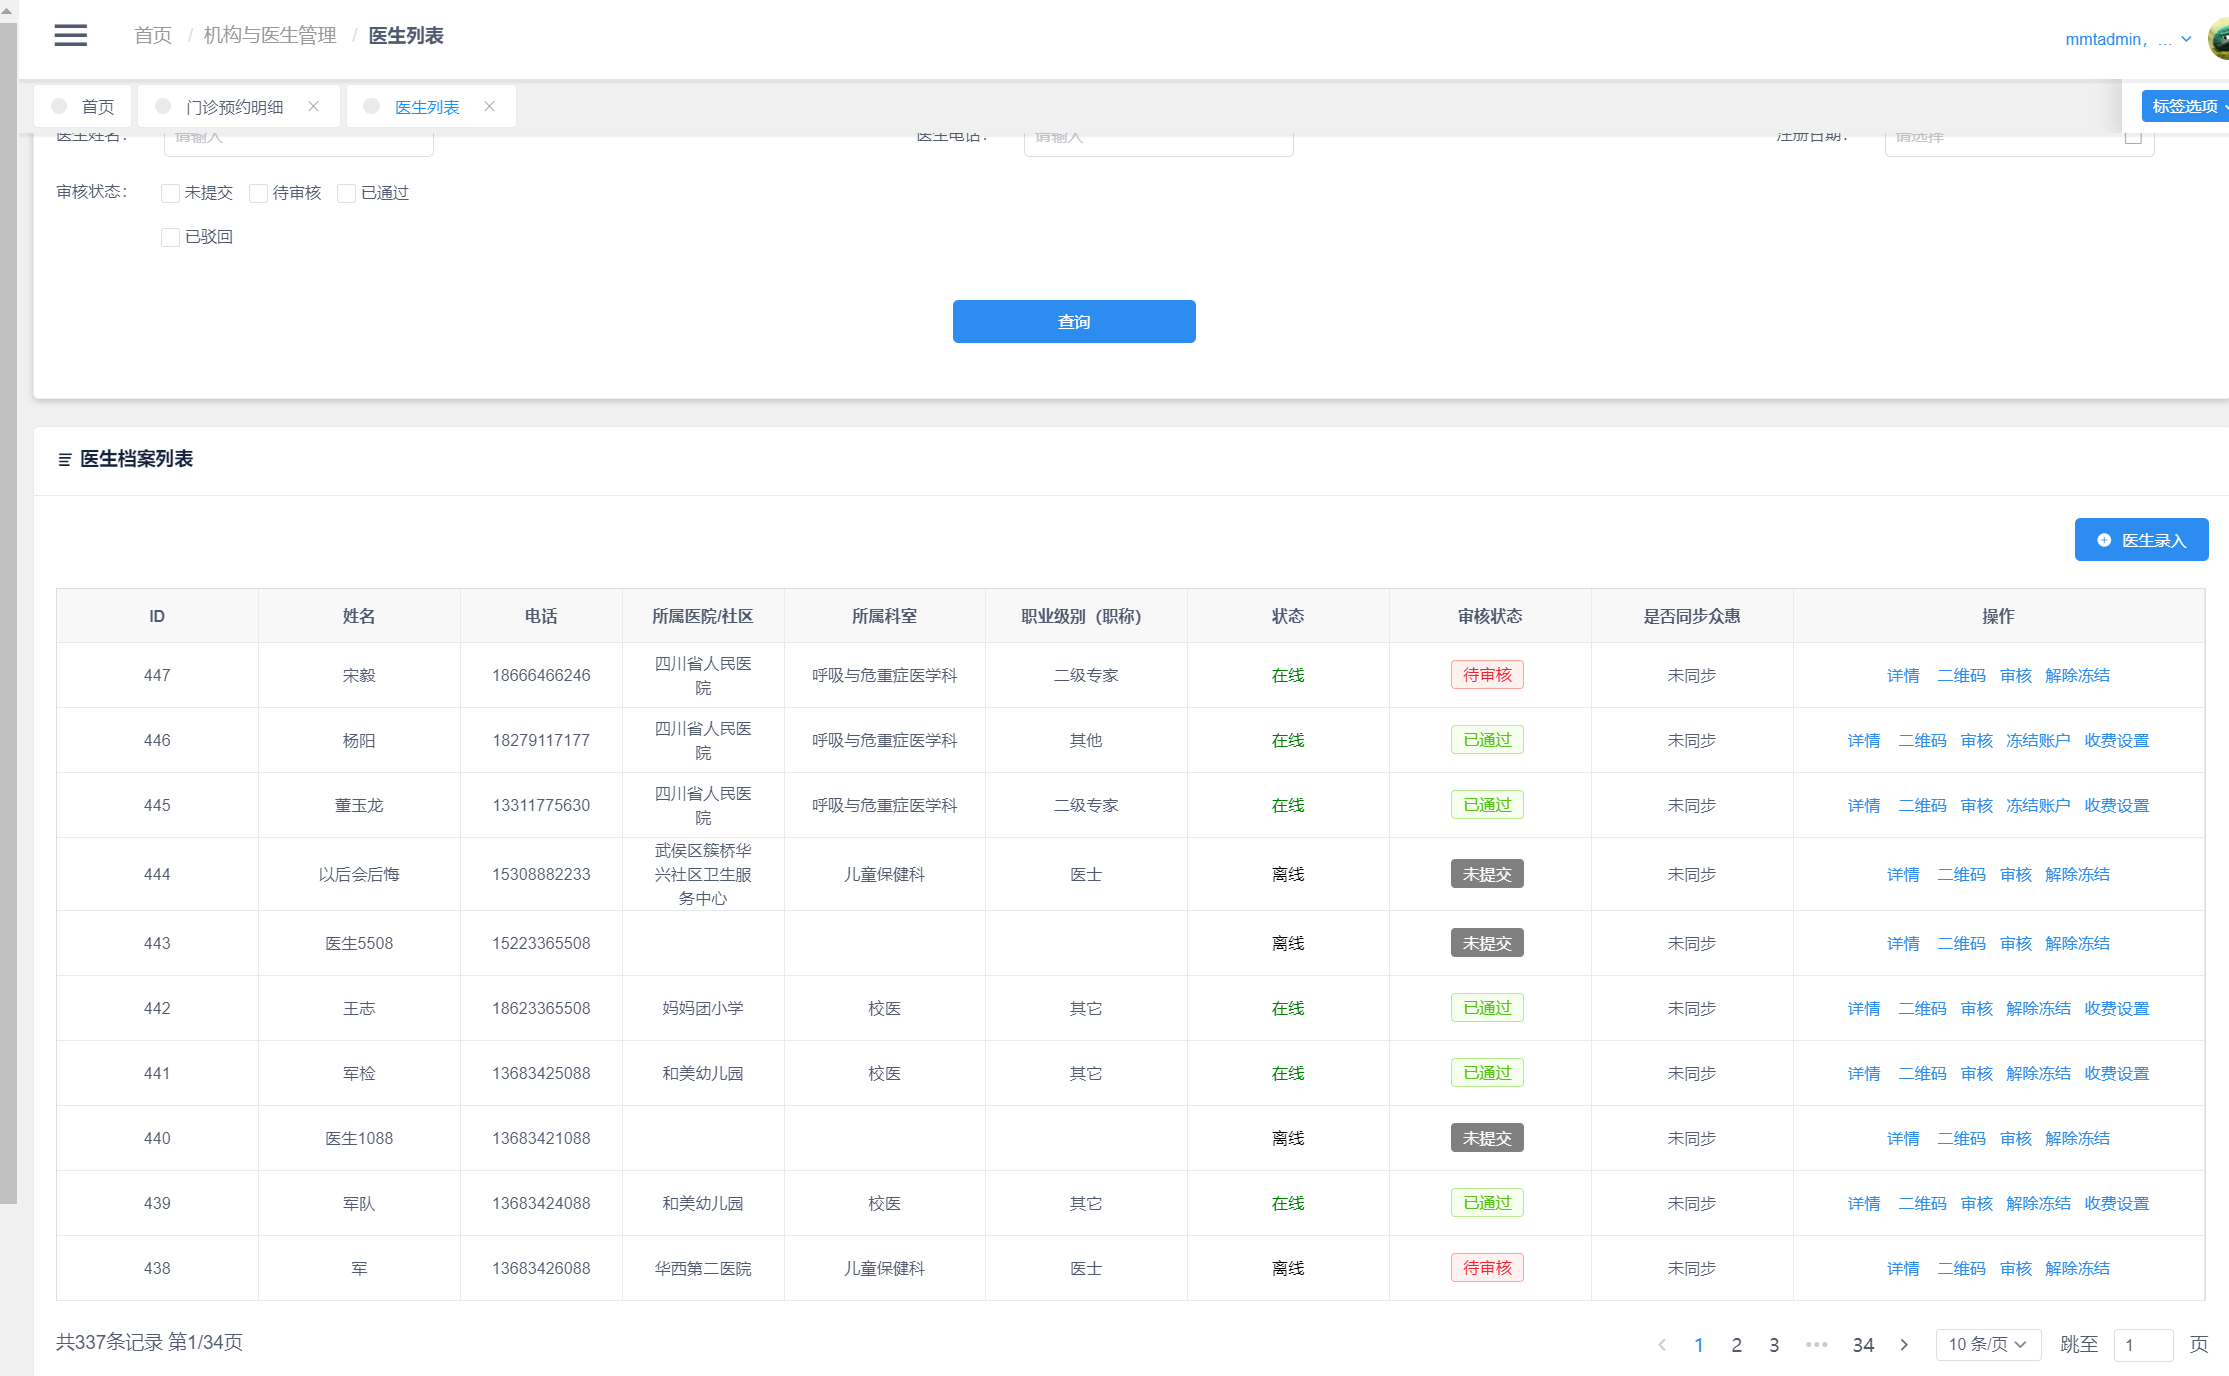 首页 / 机构与医生管理 / 医生列表
mmtadmin, ...
首页 门诊预约明细 医生列表 标签选项
医生姓名: 请输入 医生电话: 请输入 注册日期: 请选择
审核状态: 未提交 待审核 已通过
已驳回
查询
医生档案列表
医生录入
ID 姓名 电话 所属医院/社区 所属科室 职业级别 (职称) 状态 审核状态 是否同步众惠 操作
447 宋毅 18666466246 四川省人民医院 呼吸与危重症医学科 二级专家 在线 待审核 未同步 详情 二维码 审核 解除冻结
446 杨阳 18279117177 四川省人民医院 呼吸与危重症医学科 其他 在线 已通过 未同步 详情 二维码 审核 冻结账户 收费设置
445 董玉龙 13311775630 四川省人民医院 呼吸与危重症医学科 二级专家 在线 已通过 未同步 详情 二维码 审核 冻结账户 收费设置
444 以后会后悔 15308882233 武侯区簇桥华兴社区卫生服务中心 儿童保健科 医士 离线 未提交 未同步 详情 二维码 审核 解除冻结
443 医生5508 15223365508 离线 未提交 未同步 详情 二维码 审核 解除冻结
442 王志 18623365508 妈妈团小学 校医 其它 在线 已通过 未同步 详情 二维码 审核 解除冻结 收费设置
441 军检 13683425088 和美幼儿园 校医 其它 在线 已通过 未同步 详情 二维码 审核 解除冻结 收费设置
440 医生1088 13683421088 离线 未提交 未同步 详情 二维码 审核 解除冻结
439 军队 13683424088 和美幼儿园 校医 其它 在线 已通过 未同步 详情 二维码 审核 解除冻结 收费设置
438 军 13683426088 华西第二医院 儿童保健科 医士 离线 待审核 未同步 详情 二维码 审核 解除冻结
共337条记录 第1/34页 1 2 3 ••• 34 10 条/页 跳至 1 页